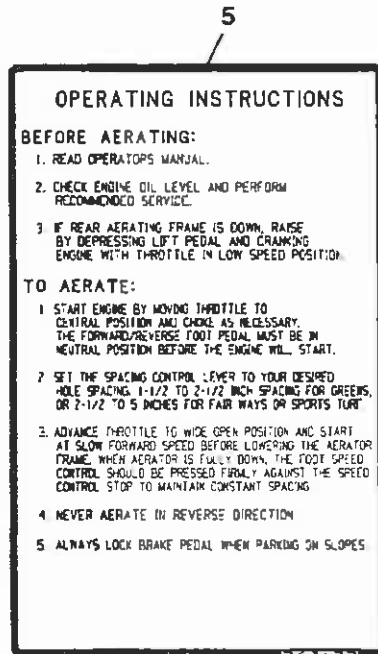 5
OPERATING INSTRUCTIONS
BEFORE AERATING:
1. READ OPERATORS MANUAL.
2. CHECK ENGINE OIL LEVEL AND PERFORM
RECOMMENDED SERVICE.
3 IF REAR AERATING FRAME IS DOWN, RAISE
BY DEPRESSING LIFT PEDAL AND CRANKING
ENGINE WITH THROTTLE IN LOW SPEED POSITION.
TO AERATE:
1 START ENGINE BY MOVING THROTTLE TO
CENTRAL POSITION AND CHOKE AS NECESSARY.
THE FORWARD/REVERSE FOOT PEDAL MUST BE IN
NEUTRAL POSITION BEFORE THE ENGINE WILL START.
2 SET THE SPACING CONTROL LEVER TO YOUR DESIRED
HOLE SPACING. 1-1/2 TO 2-1/2 INCH SPACING FOR GREENS,
OR 2-1/2 TO 5 INCHES FOR FAIR WAYS OR SPORTS TURF.
3. ADVANCE THROTTLE TO WIDE OPEN POSITION AND START
AT SLOW FORWARD SPEED BEFORE LOWERING THE AERATOR
FRAME. WHEN AERATOR IS FULLY DOWN, THE FOOT SPEED
CONTROL SHOULD BE PRESSED FIRMLY AGAINST THE SPEED
CONTROL STOP TO MAINTAIN CONSTANT SPACING
4 NEVER AERATE IN REVERSE DIRECTION
5 ALWAYS LOCK BRAKE PEDAL WHEN PARKING ON SLOPES